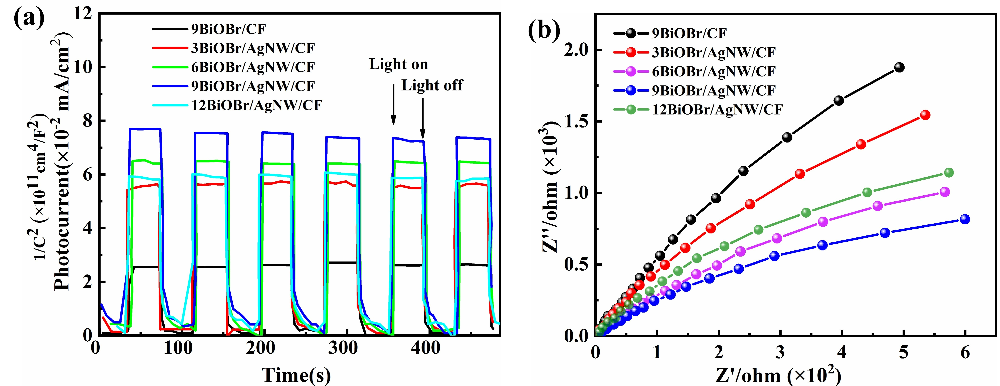 (a)
12
10
8
6
4
2
0
1/C² (×10¹¹cm⁴/F²)
Photocurrent(×10⁻² mA/cm²)
9BiOBr/CF
3BiOBr/AgNW/CF
6BiOBr/AgNW/CF
9BiOBr/AgNW/CF
12BiOBr/AgNW/CF
Light on
Light off
0 100 200 300 400
Time(s)
(b)
2.0
1.5
1.0
0.5
0.0
Z''/ohm (×10³)
9BiOBr/CF
3BiOBr/AgNW/CF
6BiOBr/AgNW/CF
9BiOBr/AgNW/CF
12BiOBr/AgNW/CF
0 1 2 3 4 5 6
Z'/ohm (×10²)